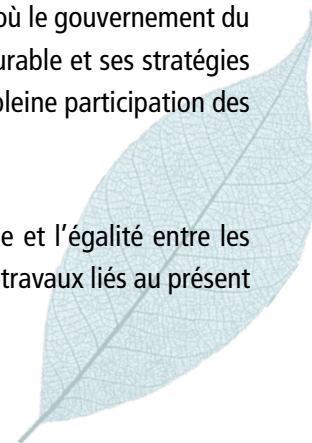 où le gouvernement du
urable et ses stratégies
pleine participation des
e et l'égalité entre les
travaux liés au présent